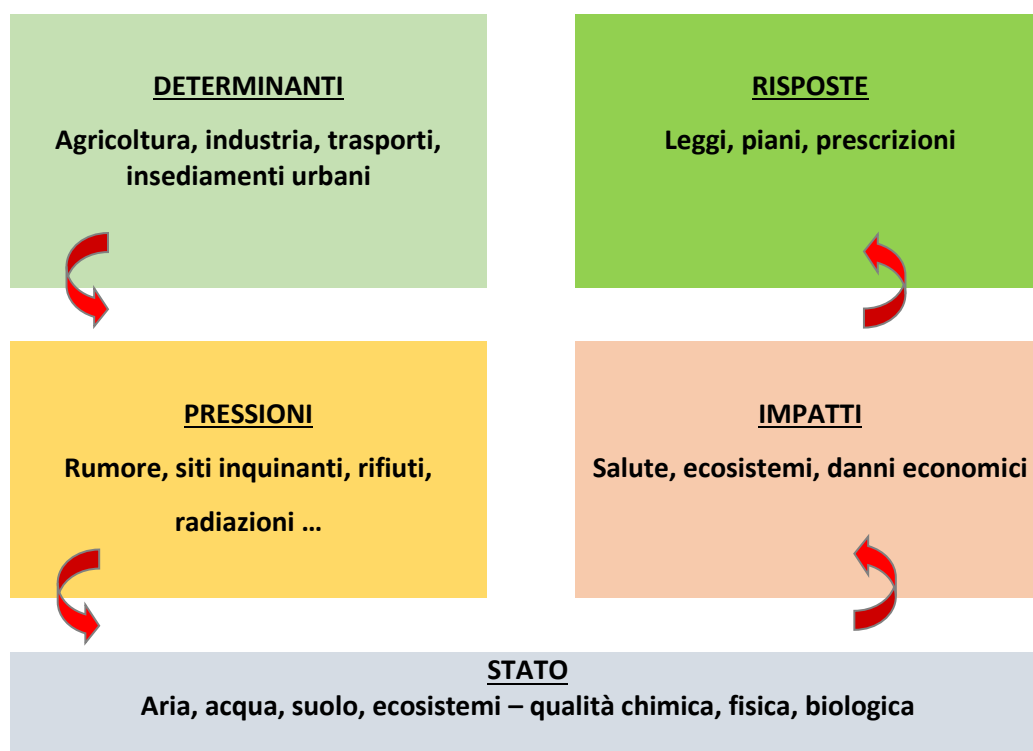 DETERMINANTI
Agricoltura, industria, trasporti,
insediamenti urbani
RISPOSTE
Leggi, piani, prescrizioni
PRESSIONI
Rumore, siti inquinanti, rifiuti,
radiazioni …
IMPATTI
Salute, ecosistemi, danni economici
STATO
Aria, acqua, suolo, ecosistemi – qualità chimica, fisica, biologica